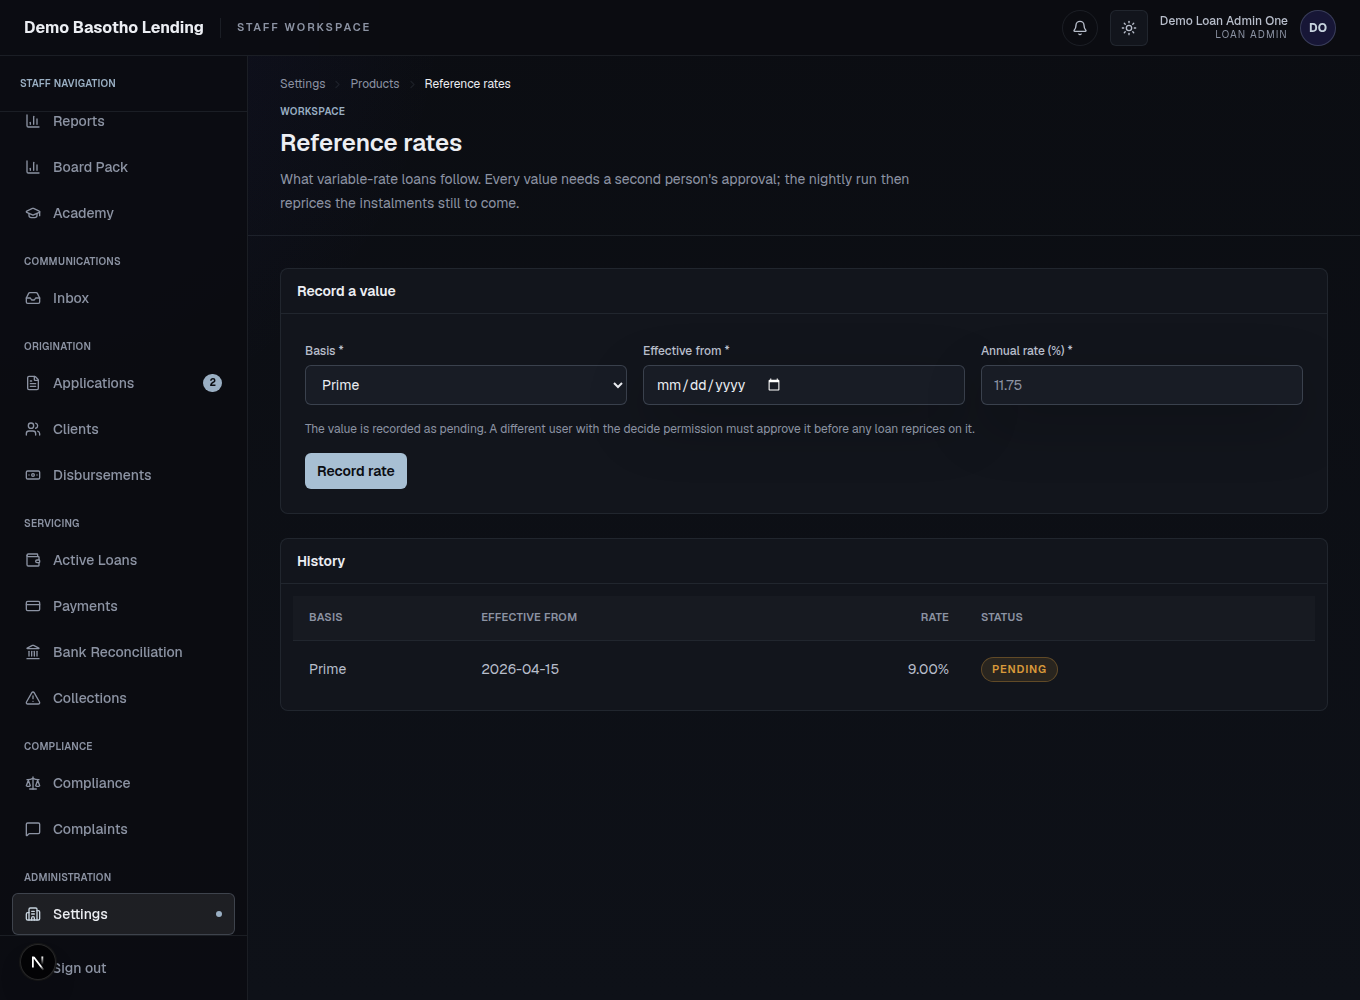 Demo Basotho Lending
STAFF WORKSPACE
Demo Loan Admin One
LOAN ADMIN
DO
STAFF NAVIGATION
Reports
Board Pack
Academy
COMMUNICATIONS
Inbox
ORIGINATION
Applications
2
Clients
Disbursements
SERVICING
Active Loans
Payments
Bank Reconciliation
Collections
COMPLIANCE
Compliance
Complaints
ADMINISTRATION
Settings
N
Sign out
Settings > Products > Reference rates
WORKSPACE
Reference rates
What variable-rate loans follow. Every value needs a second person's approval; the nightly run then
reprices the instalments still to come.
Record a value
Basis * Effective from * Annual rate (%) *
Prime mm/dd/yyyy 11.75
The value is recorded as pending. A different user with the decide permission must approve it before any loan reprices on it.
Record rate
History
BASIS EFFECTIVE FROM RATE STATUS
Prime 2026-04-15 9.00% PENDING